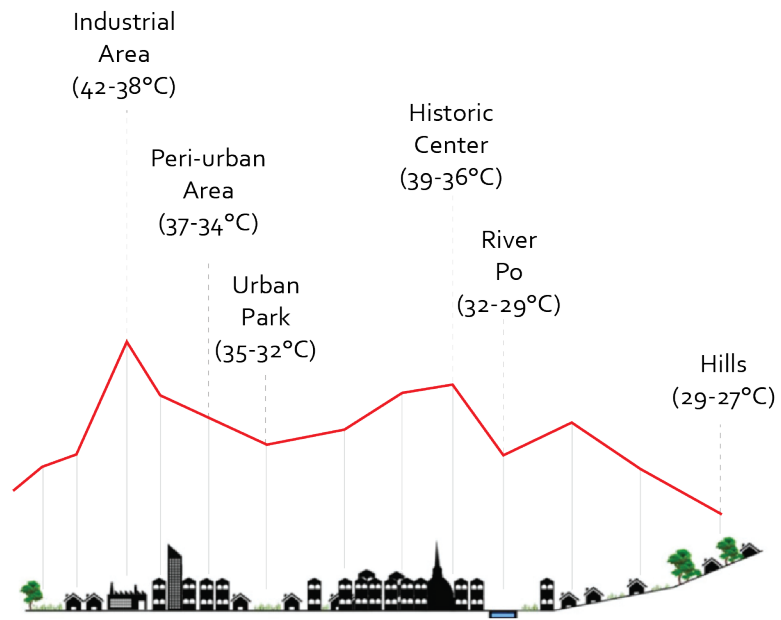 Industrial
Area
(42-38°C)
Peri-urban
Area
(37-34°C)
Urban
Park
(35-32°C)
Historic
Center
(39-36°C)
River
Po
(32-29°C)
Hills
(29-27°C)